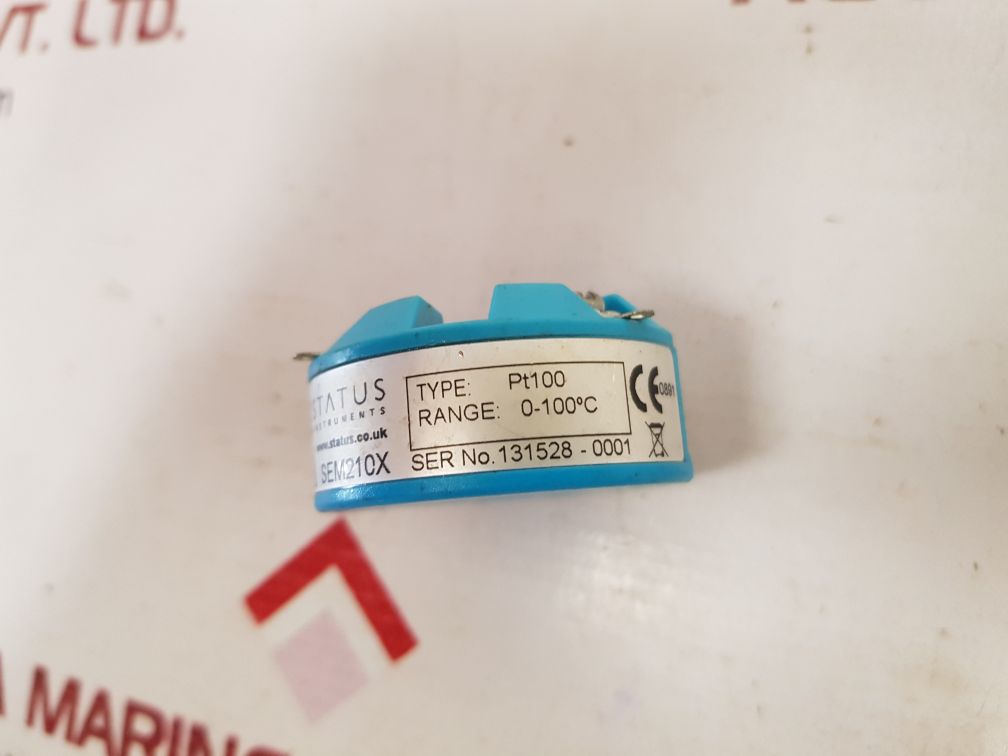 VT. LTD.
STATUS
INSTRUMENTS
www.status.co.uk
SEM210X
TYPE: Pt100
RANGE: 0-100ºC
SER No. 131528 - 0001
CE 0891
A MARINE